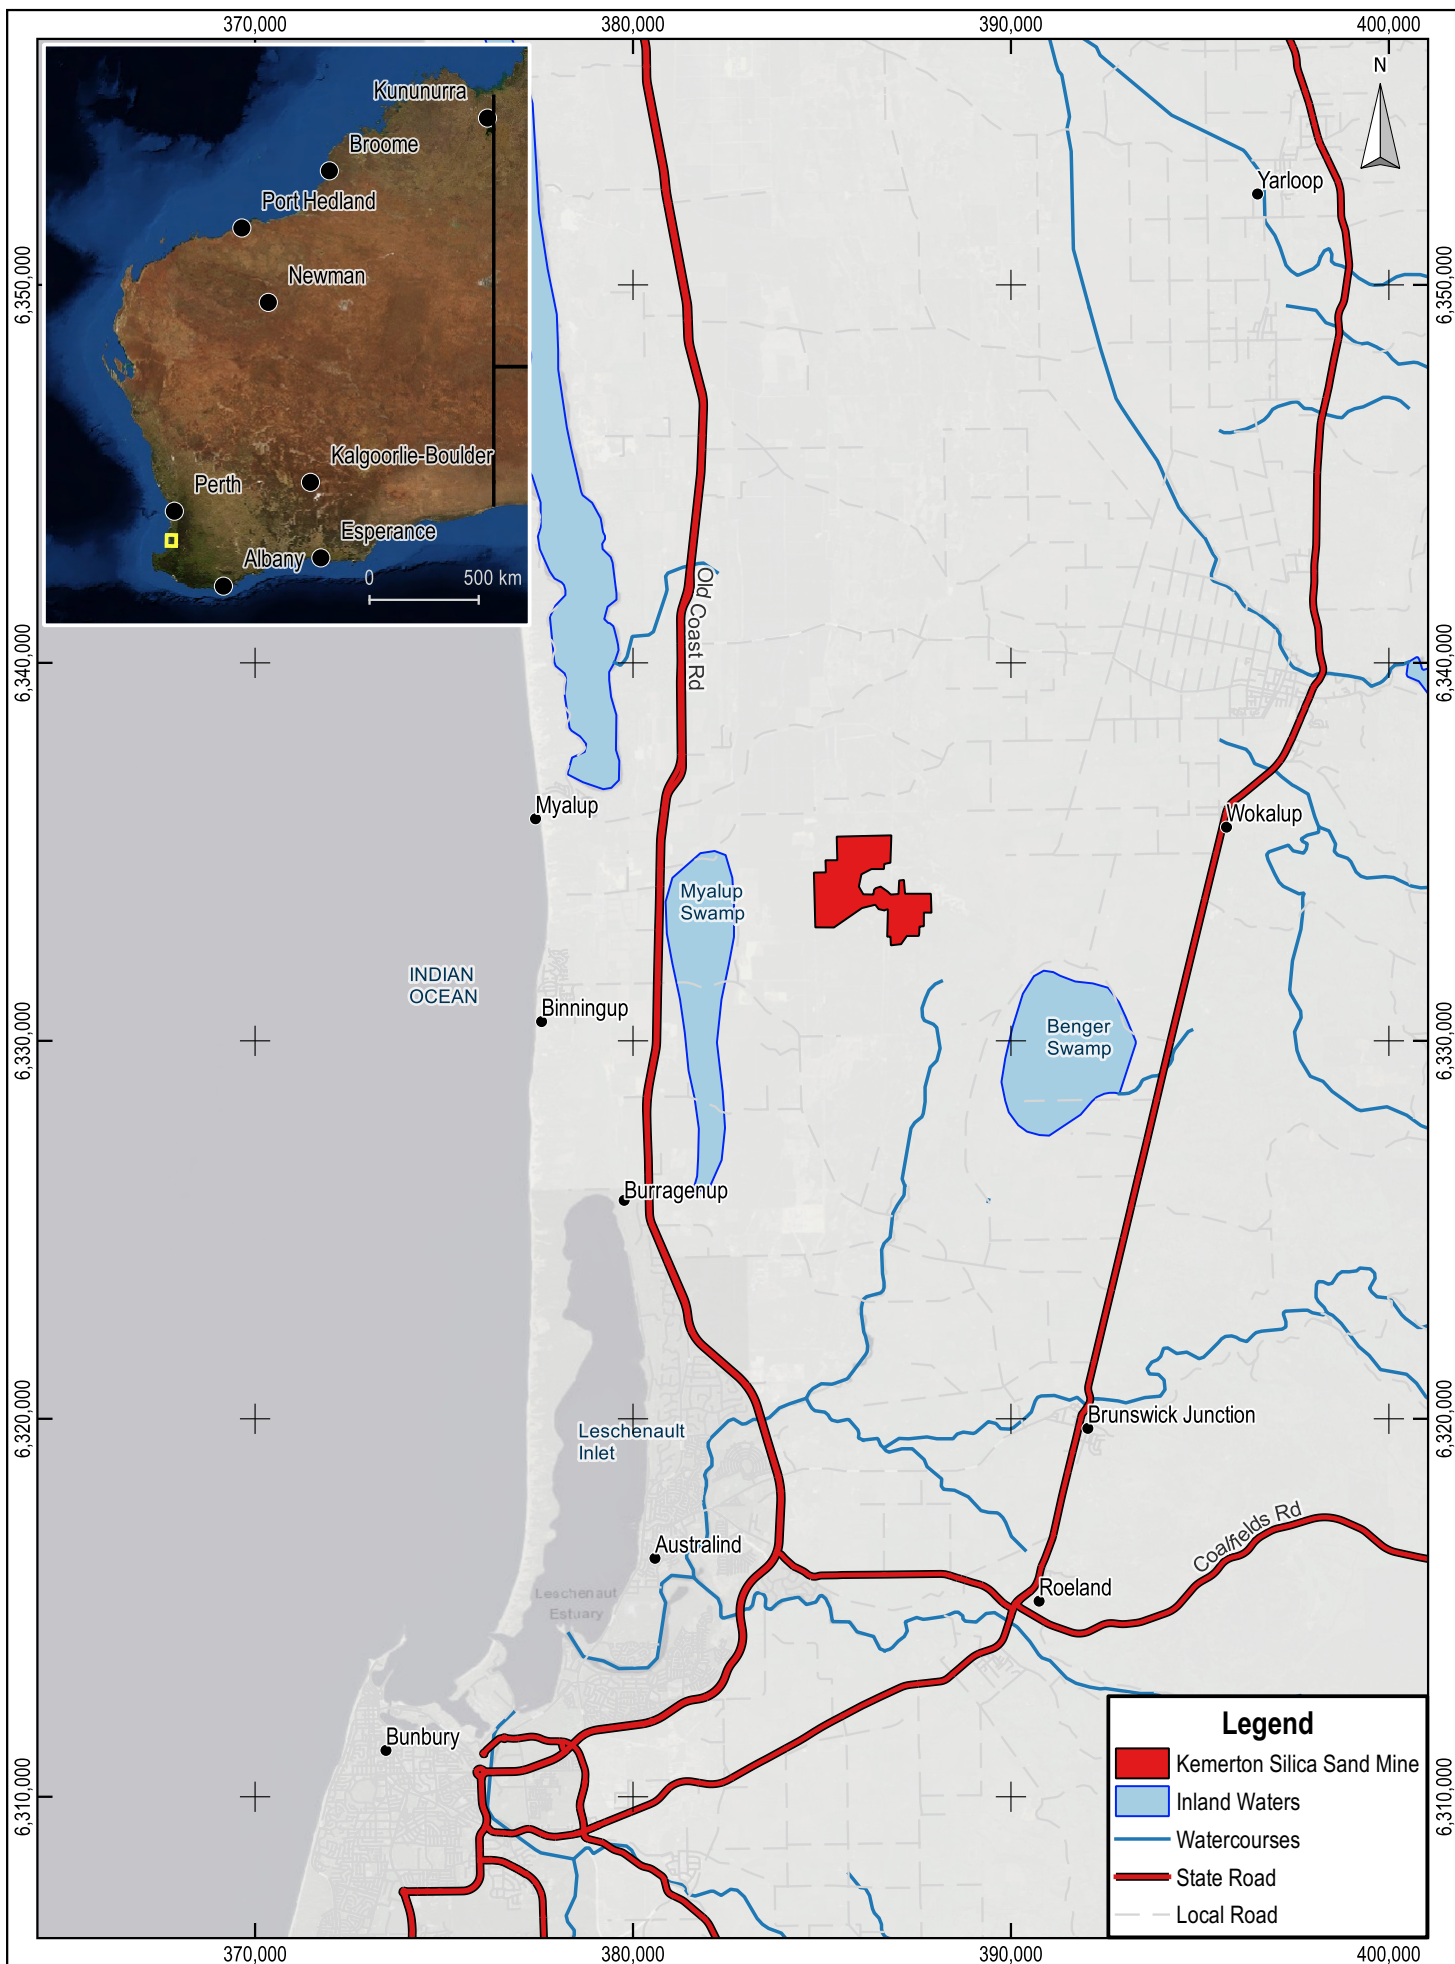 370,000
380,000
390,000
400,000
N
Kununurra
Broome
Port Hedland
Newman
Kalgoorlie-Boulder
Perth
Esperance
Albany
0
500 km
Yarloop
6,350,000
6,350,000
Old Coast Rd
6,340,000
6,340,000
Myalup
Wokalup
Myalup
Swamp
INDIAN
OCEAN
Binningup
Benger
Swamp
6,330,000
6,330,000
Burragenup
6,320,000
6,320,000
Brunswick Junction
Leschenault
Inlet
Coalfields Rd
Australind
Roeland
Leschenaut
Estuary
Bunbury
6,310,000
6,310,000
Legend
Kemerton Silica Sand Mine
Inland Waters
Watercourses
State Road
Local Road
370,000
380,000
390,000
400,000